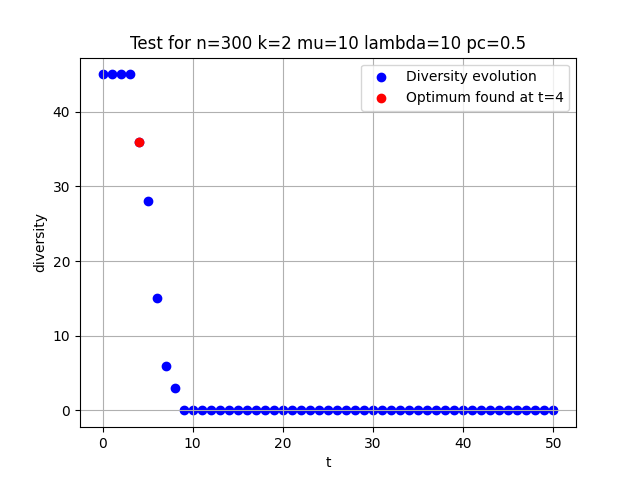 Test for n=300 k=2 mu=10 lambda=10 pc=0.5
Diversity evolution
Optimum found at t=4
diversity
40
30
20
10
0
0 10 20 30 40 50
t